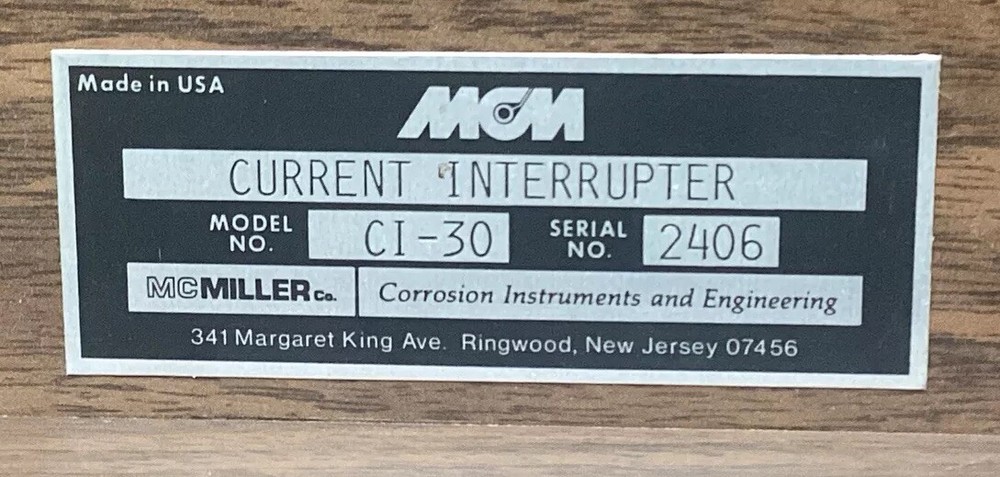 Made in USA
MCM
CURRENT INTERRUPTER
MODEL NO. CI-30 SERIAL NO. 2406
MCMILLER Co. Corrosion Instruments and Engineering
341 Margaret King Ave. Ringwood, New Jersey 07456